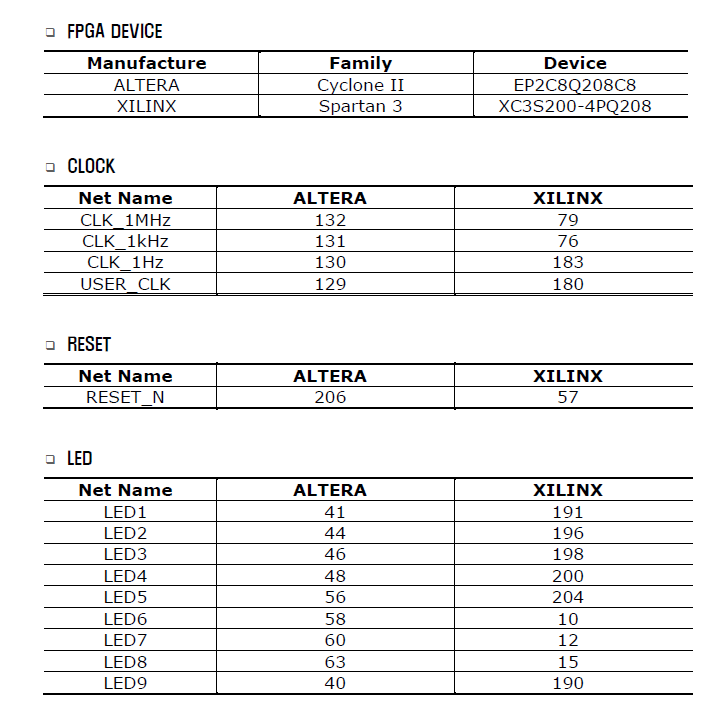 ❑ FPGA DEVICE
Manufacture Family Device
ALTERA Cyclone II EP2C8Q208C8
XILINX Spartan 3 XC3S200-4PQ208
❑ CLOCK
Net Name ALTERA XILINX
CLK_1MHz 132 79
CLK_1kHz 131 76
CLK_1Hz 130 183
USER_CLK 129 180
❑ RESET
Net Name ALTERA XILINX
RESET_N 206 57
❑ LED
Net Name ALTERA XILINX
LED1 41 191
LED2 44 196
LED3 46 198
LED4 48 200
LED5 56 204
LED6 58 10
LED7 60 12
LED8 63 15
LED9 40 190